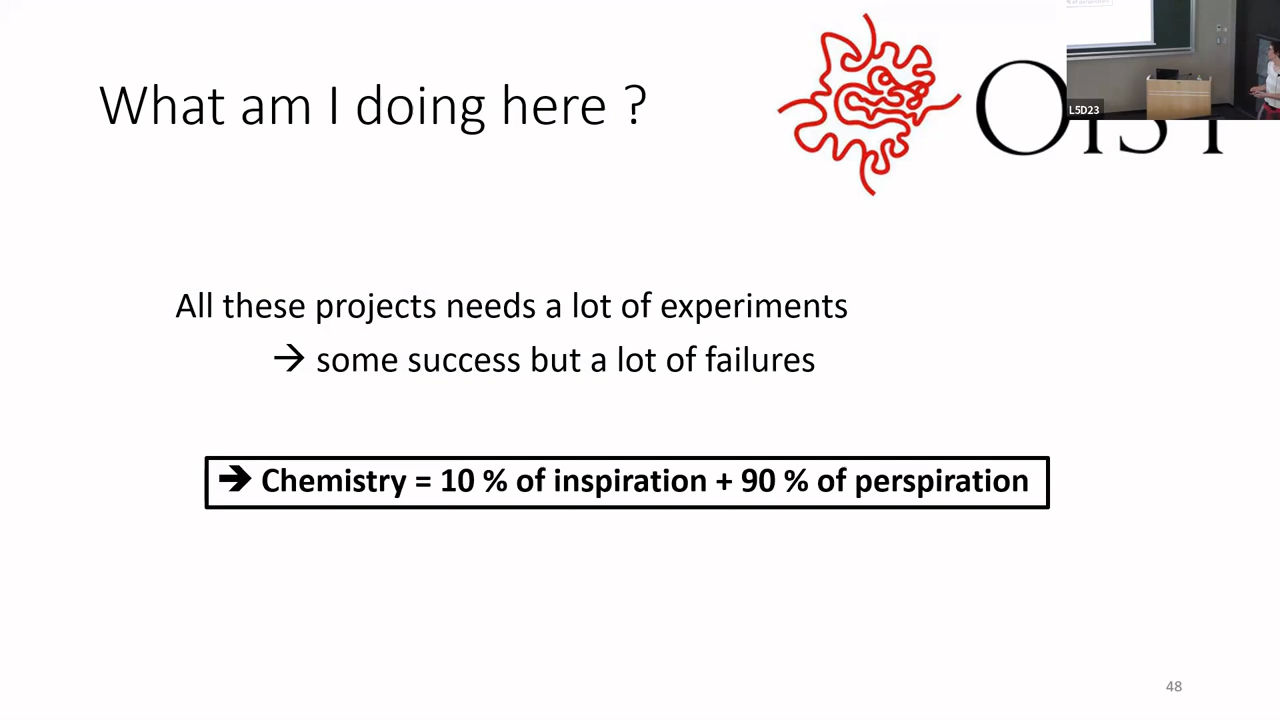 What am I doing here ?
OIST
L5D23
All these projects needs a lot of experiments
→ some success but a lot of failures
➔ Chemistry = 10 % of inspiration + 90 % of perspiration
48